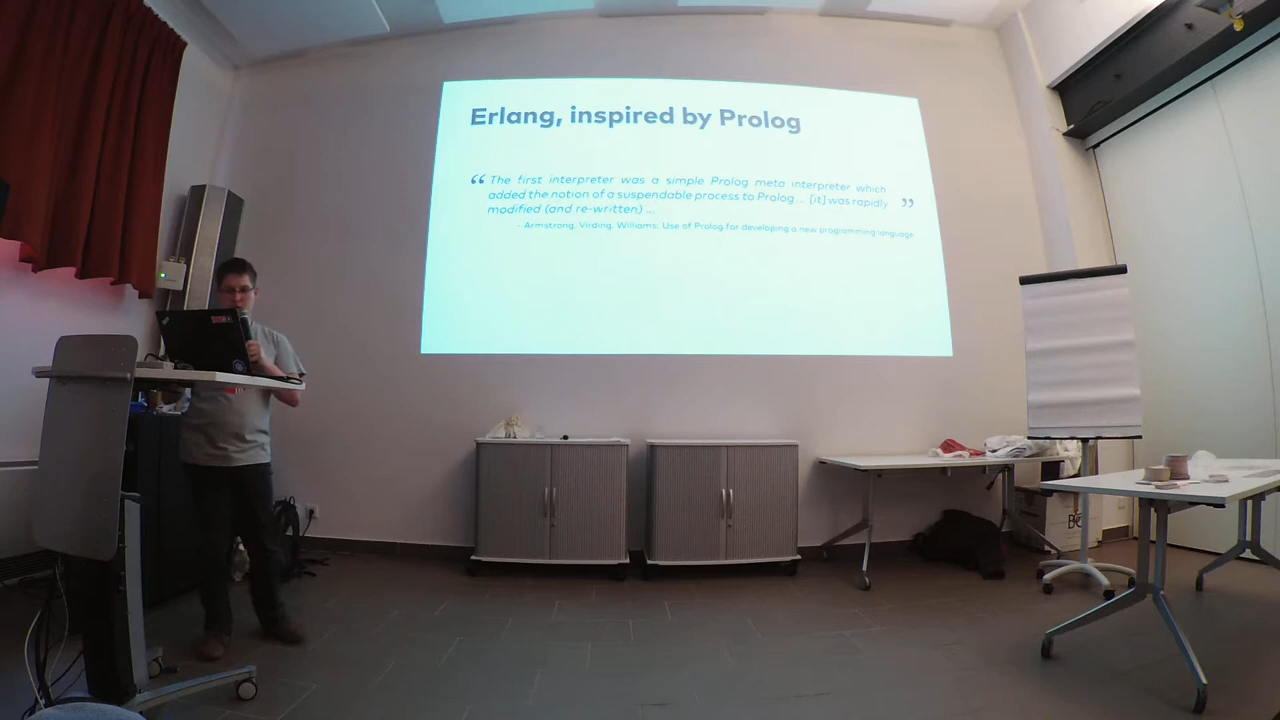 Erlang, inspired by Prolog
“ The first interpreter was a simple Prolog meta interpreter which
added the notion of a suspendable process to Prolog ... [it] was rapidly ”
modified (and re-written) ...
- Armstrong, Virding, Williams: Use of Prolog for developing a new programming language